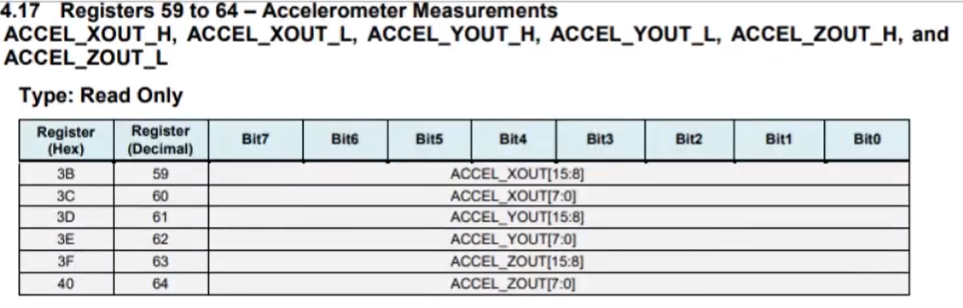 4.17 Registers 59 to 64 – Accelerometer Measurements
ACCEL_XOUT_H, ACCEL_XOUT_L, ACCEL_YOUT_H, ACCEL_YOUT_L, ACCEL_ZOUT_H, and
ACCEL_ZOUT_L
Type: Read Only
Register (Hex) Register (Decimal) Bit7 Bit6 Bit5 Bit4 Bit3 Bit2 Bit1 Bit0
3B 59 ACCEL_XOUT[15:8]
3C 60 ACCEL_XOUT[7:0]
3D 61 ACCEL_YOUT[15:8]
3E 62 ACCEL_YOUT[7:0]
3F 63 ACCEL_ZOUT[15:8]
40 64 ACCEL_ZOUT[7:0]